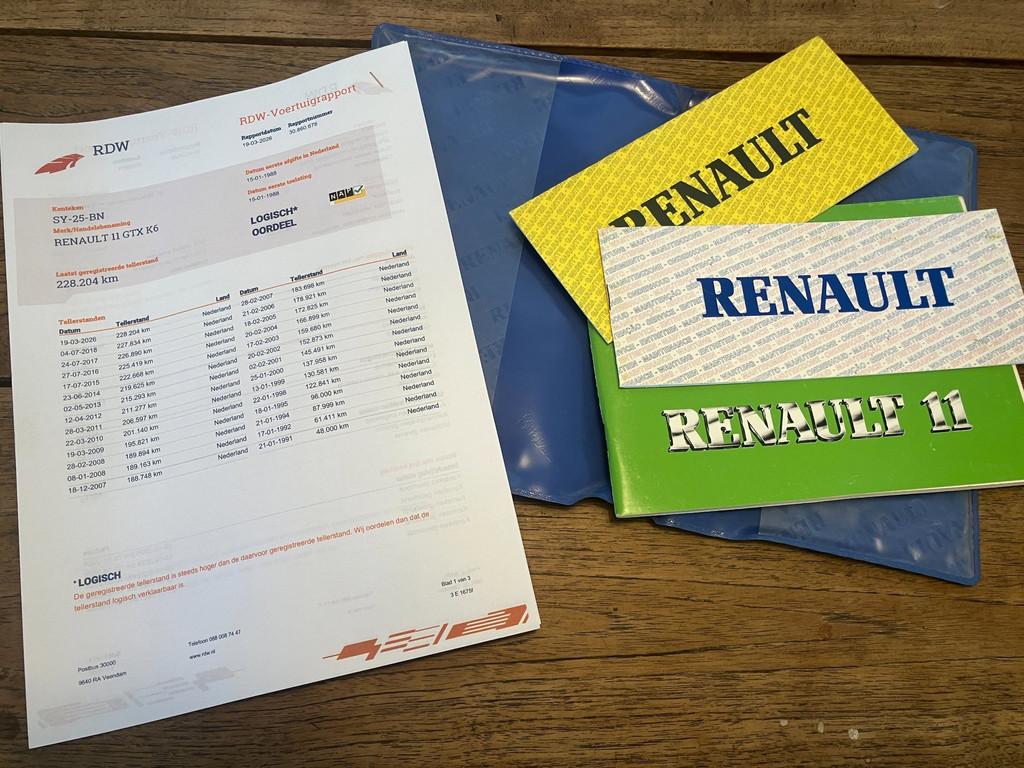 RDW
RDW-Voertuigrapport
Rapportdatum Rapportnummer
19-03-2026 30.860.678
Kenteken
SY-25-BN
Merk/Handelsbenaming
RENAULT 11 GTX K6
Laatst geregistreerde tellerstand
228.204 km
Datum eerste afgifte in Nederland
15-01-1988
Datum eerste toelating
15-01-1988
LOGISCH*
OORDEEL
NAP
Tellerstanden
Datum Tellerstand Land Datum Tellerstand Land
19-03-2026 228.204 km Nederland 28-02-2007 183.698 km Nederland
04-07-2018 227.834 km Nederland 21-02-2006 178.921 km Nederland
24-07-2017 226.890 km Nederland 18-02-2005 172.825 km Nederland
27-07-2016 225.419 km Nederland 20-02-2004 166.899 km Nederland
17-07-2015 222.668 km Nederland 17-02-2003 159.680 km Nederland
23-06-2014 219.625 km Nederland 20-02-2002 152.873 km Nederland
02-05-2013 215.293 km Nederland 02-02-2001 145.491 km Nederland
12-04-2012 211.277 km Nederland 25-01-2000 137.958 km Nederland
28-03-2011 206.597 km Nederland 13-01-1999 130.581 km Nederland
22-03-2010 201.140 km Nederland 22-01-1998 122.841 km Nederland
19-03-2009 195.821 km Nederland 18-01-1995 96.000 km Nederland
28-02-2008 189.894 km Nederland 21-01-1994 87.999 km Nederland
08-01-2008 189.163 km Nederland 17-01-1992 61.411 km Nederland
18-12-2007 188.748 km Nederland 21-01-1991 48.000 km Nederland
* LOGISCH
De geregistreerde tellerstand is steeds hoger dan de daarvoor geregistreerde tellerstand. Wij oordelen dan dat de
tellerstand logisch verklaarbaar is.
Blad 1 van 3
3 E 1675f
Postbus 30000
9640 RA Veendam
Telefoon 088 008 74 47
www.rdw.nl
RENAULT
RENAULT
RENAULT 11